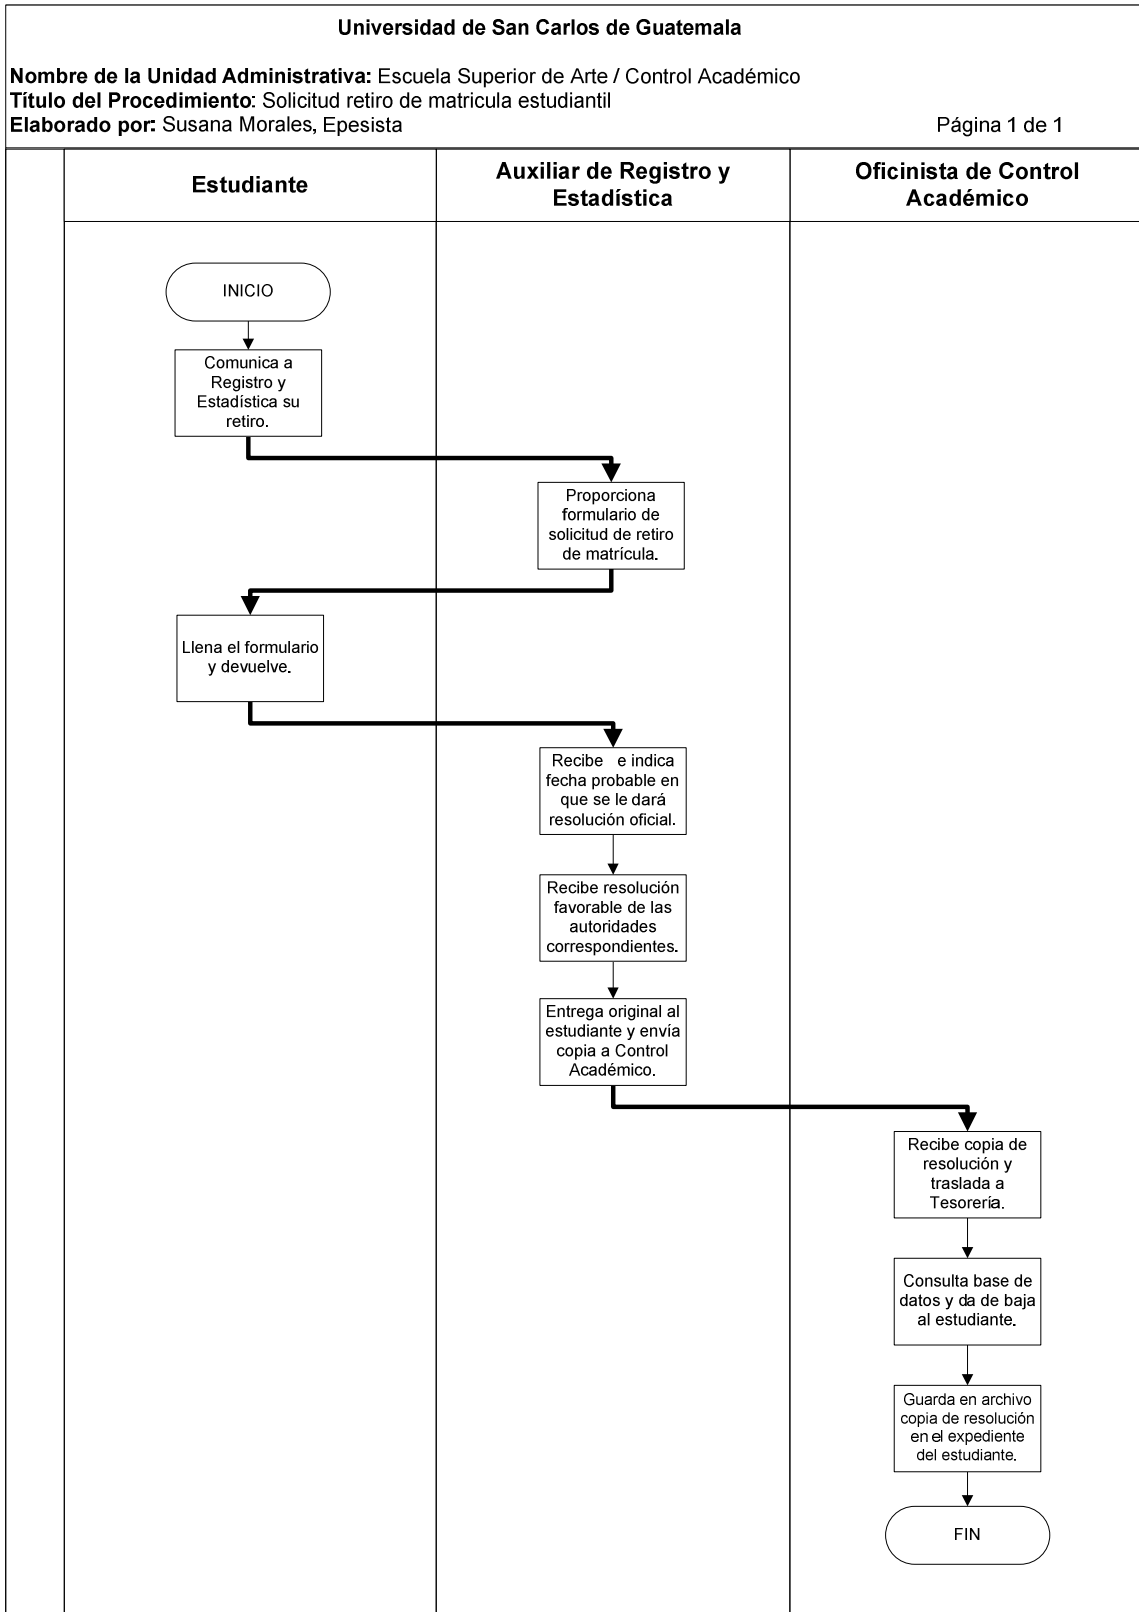 Universidad de San Carlos de Guatemala
Nombre de la Unidad Administrativa: Escuela Superior de Arte / Control Académico
Título del Procedimiento: Solicitud retiro de matricula estudiantil
Elaborado por: Susana Morales, Epesista
Página 1 de 1
Estudiante
Auxiliar de Registro y
Estadística
Oficinista de Control
Académico
INICIO
Comunica a
Registro y
Estadística su
retiro.
Proporciona
formulario de
solicitud de retiro
de matrícula.
Llena el formulario
y devuelve.
Recibe e indica
fecha probable en
que se le dará
resolución oficial.
Recibe resolución
favorable de las
autoridades
correspondientes.
Entrega original al
estudiante y envía
copia a Control
Académico.
Recibe copia de
resolución y
traslada a
Tesorería.
Consulta base de
datos y da de baja
al estudiante.
Guarda en archivo
copia de resolución
en el expediente
del estudiante.
FIN